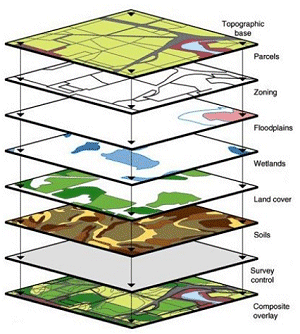 Topographic
base
Parcels
Zoning
Floodplains
Wetlands
Land cover
Soils
Survey
control
Composite
overlay